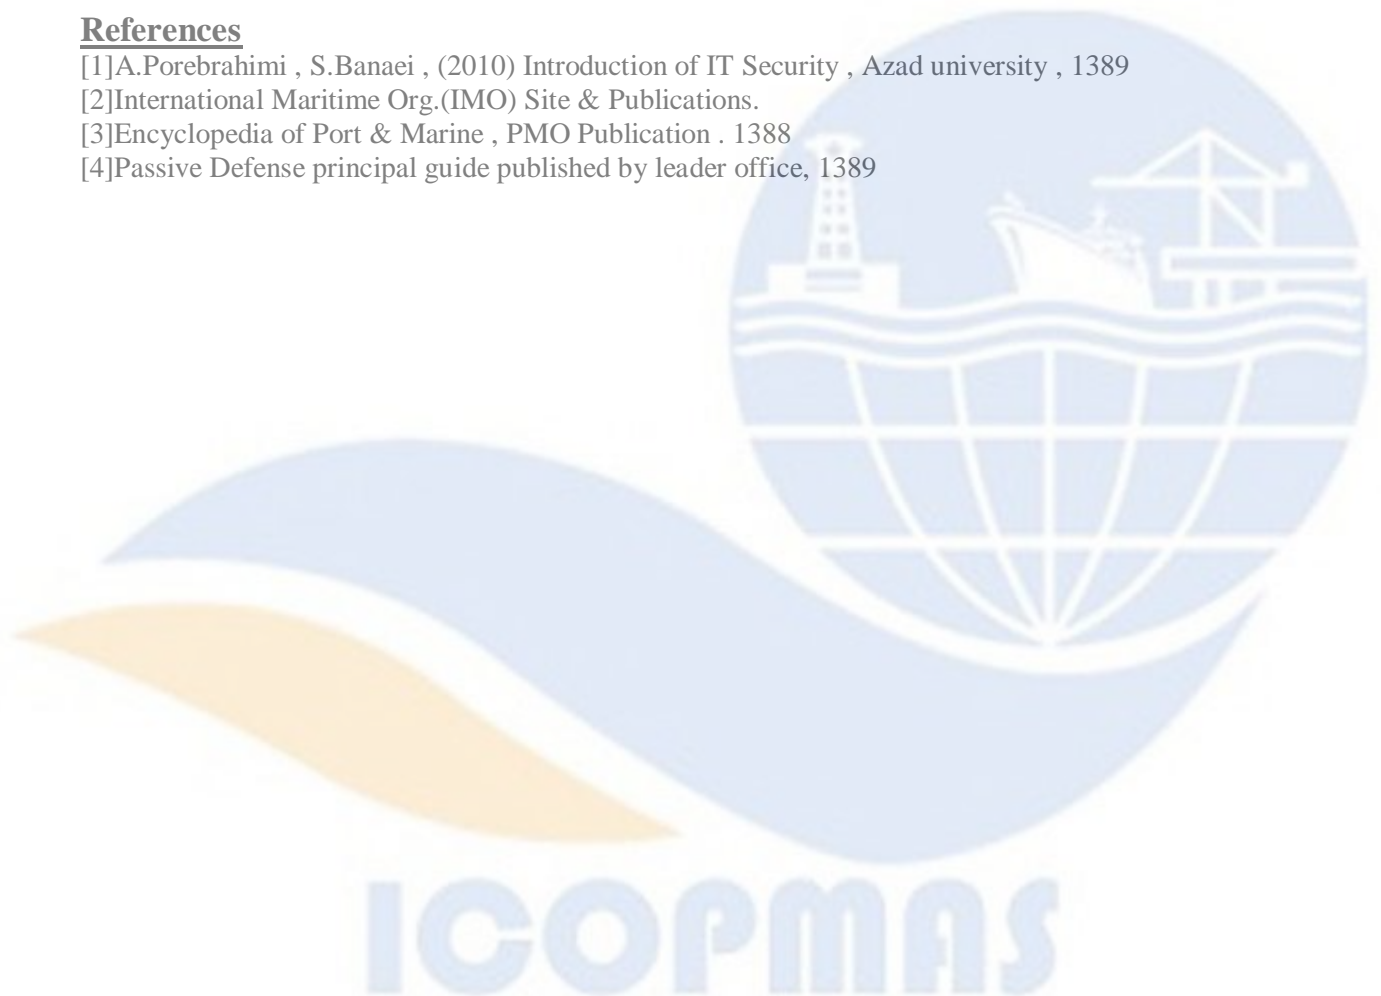 References
[1]A.Porebrahimi , S.Banaei , (2010) Introduction of IT Security , Azad university , 1389
[2]International Maritime Org.(IMO) Site & Publications.
[3]Encyclopedia of Port & Marine , PMO Publication . 1388
[4]Passive Defense principal guide published by leader office, 1389
ICOPMAS